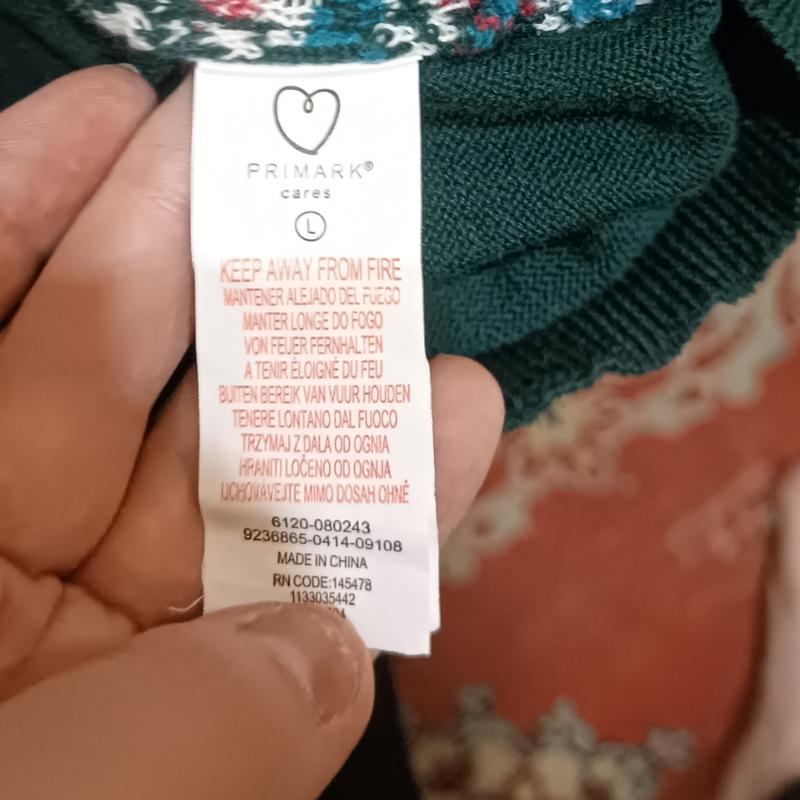 PRIMARK®
cares
L
KEEP AWAY FROM FIRE
MANTENER ALEJADO DEL FUEGO
MANTER LONGE DO FOGO
VON FEUER FERNHALTEN
A TENIR ÉLOIGNÉ DU FEU
BUITEN BEREIK VAN VUUR HOUDEN
TENERE LONTANO DAL FUOCO
TRZYMAJ Z DALA OD OGNIA
HRANITI LOČENO OD OGNJA
UCHOVÁVEJTE MIMO DOSAH OHNĚ
6120-080243
9236865-0414-09108
MADE IN CHINA
RN CODE:145478
1133035442